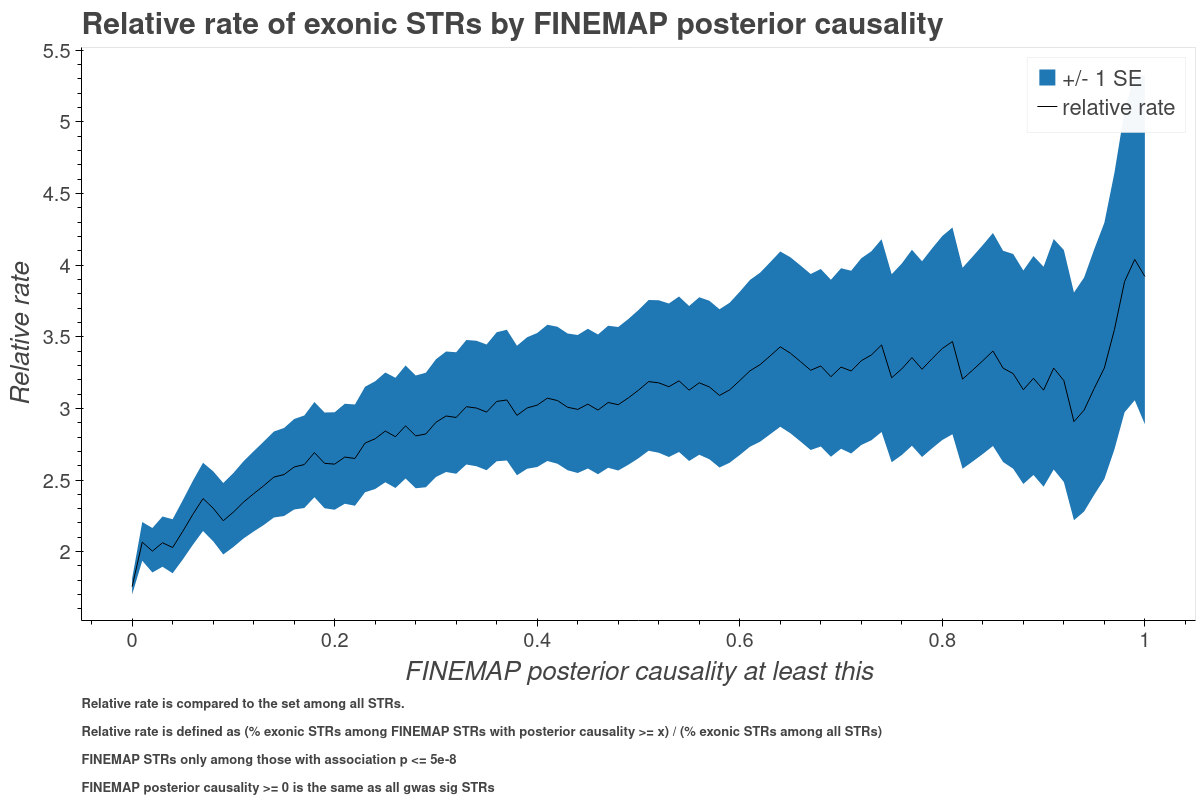 Relative rate of exonic STRs by FINEMAP posterior causality
5.5
5
4.5
4
3.5
3
2.5
2
Relative rate
+/- 1 SE
relative rate
0
0.2
0.4
0.6
0.8
1
FINEMAP posterior causality at least this
Relative rate is compared to the set among all STRs.
Relative rate is defined as (% exonic STRs among FINEMAP STRs with posterior causality >= x) / (% exonic STRs among all STRs)
FINEMAP STRs only among those with association p <= 5e-8
FINEMAP posterior causality >= 0 is the same as all gwas sig STRs